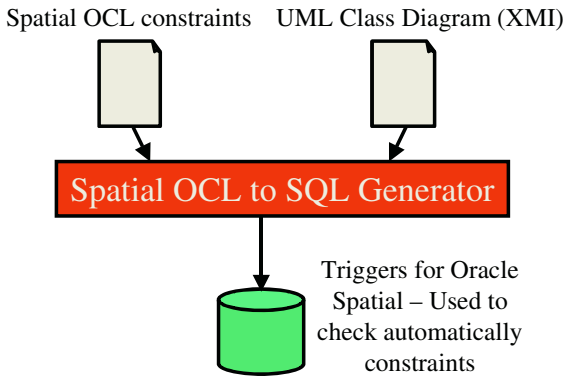 Spatial OCL constraints
UML Class Diagram (XMI)
Spatial OCL to SQL Generator
Triggers for Oracle
Spatial – Used to
check automatically
constraints